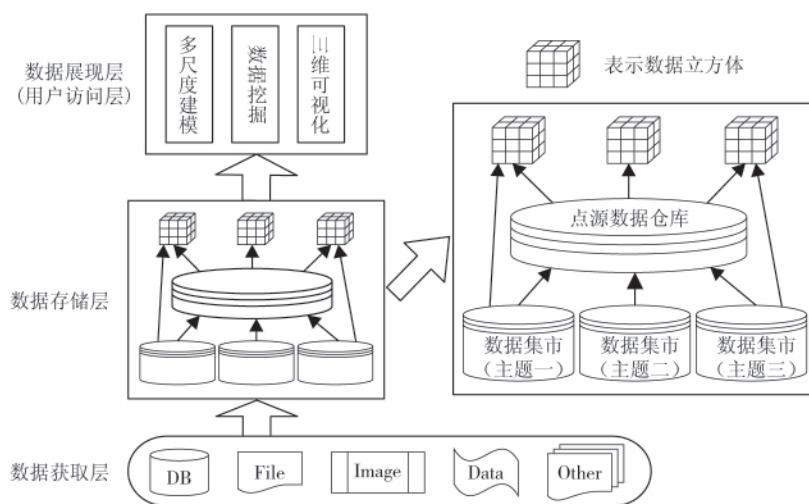 数据展现层
(用户访问层)
多尺度建模
数据挖掘
三维可视化
表示数据立方体
点源数据仓库
数据集市
(主题一)
数据集市
(主题二)
数据集市
(主题三)
数据存储层
数据获取层
DB
File
Image
Data
Other